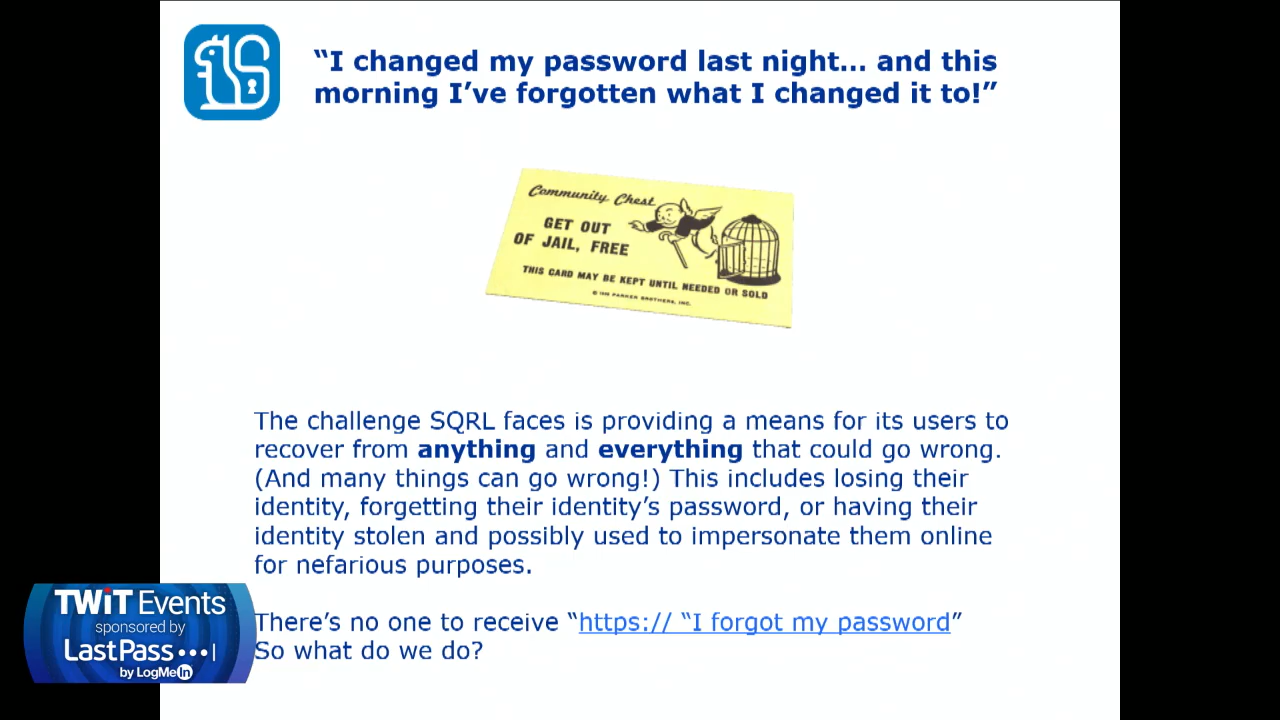 “I changed my password last night... and this
morning I’ve forgotten what I changed it to!”
Community Chest
GET OUT
OF JAIL, FREE
THIS CARD MAY BE KEPT UNTIL NEEDED OR SOLD
PARKER BROTHERS, INC.
The challenge SQRL faces is providing a means for its users to
recover from anything and everything that could go wrong.
(And many things can go wrong!) This includes losing their
identity, forgetting their identity’s password, or having their
identity stolen and possibly used to impersonate them online
for nefarious purposes.
There’s no one to receive “https:// “I forgot my password”
So what do we do?
TWiT Events
sponsored by
LastPass •••|
by LogMeIn